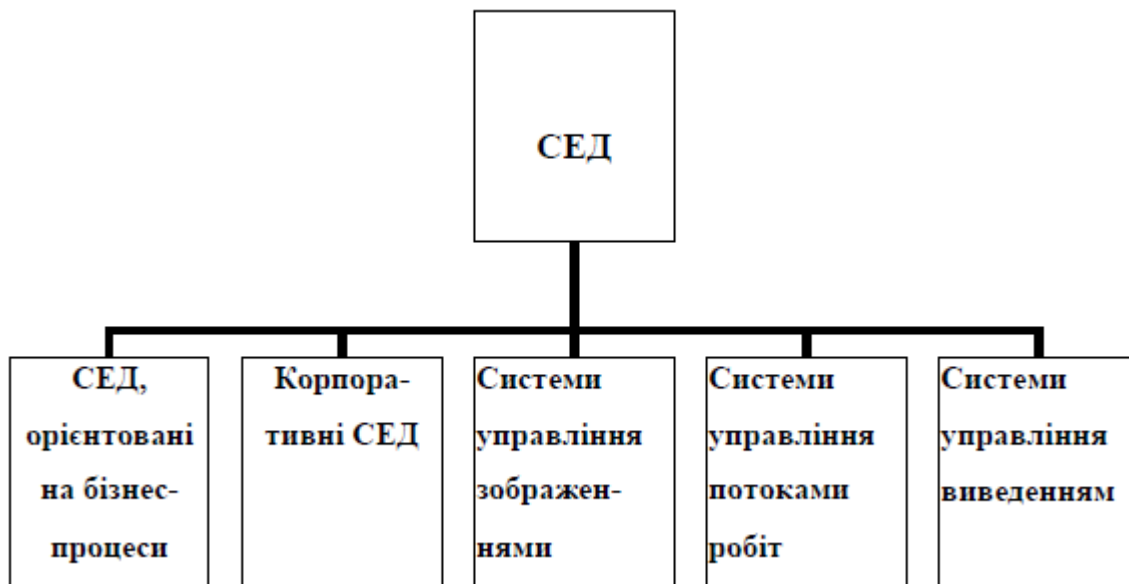 СЕД
СЕД,
орієнтовані
на бізнес-
процеси
Корпора-
тивні СЕД
Системи
управління
зображен-
нями
Системи
управління
потоками
робіт
Системи
управління
виведенням